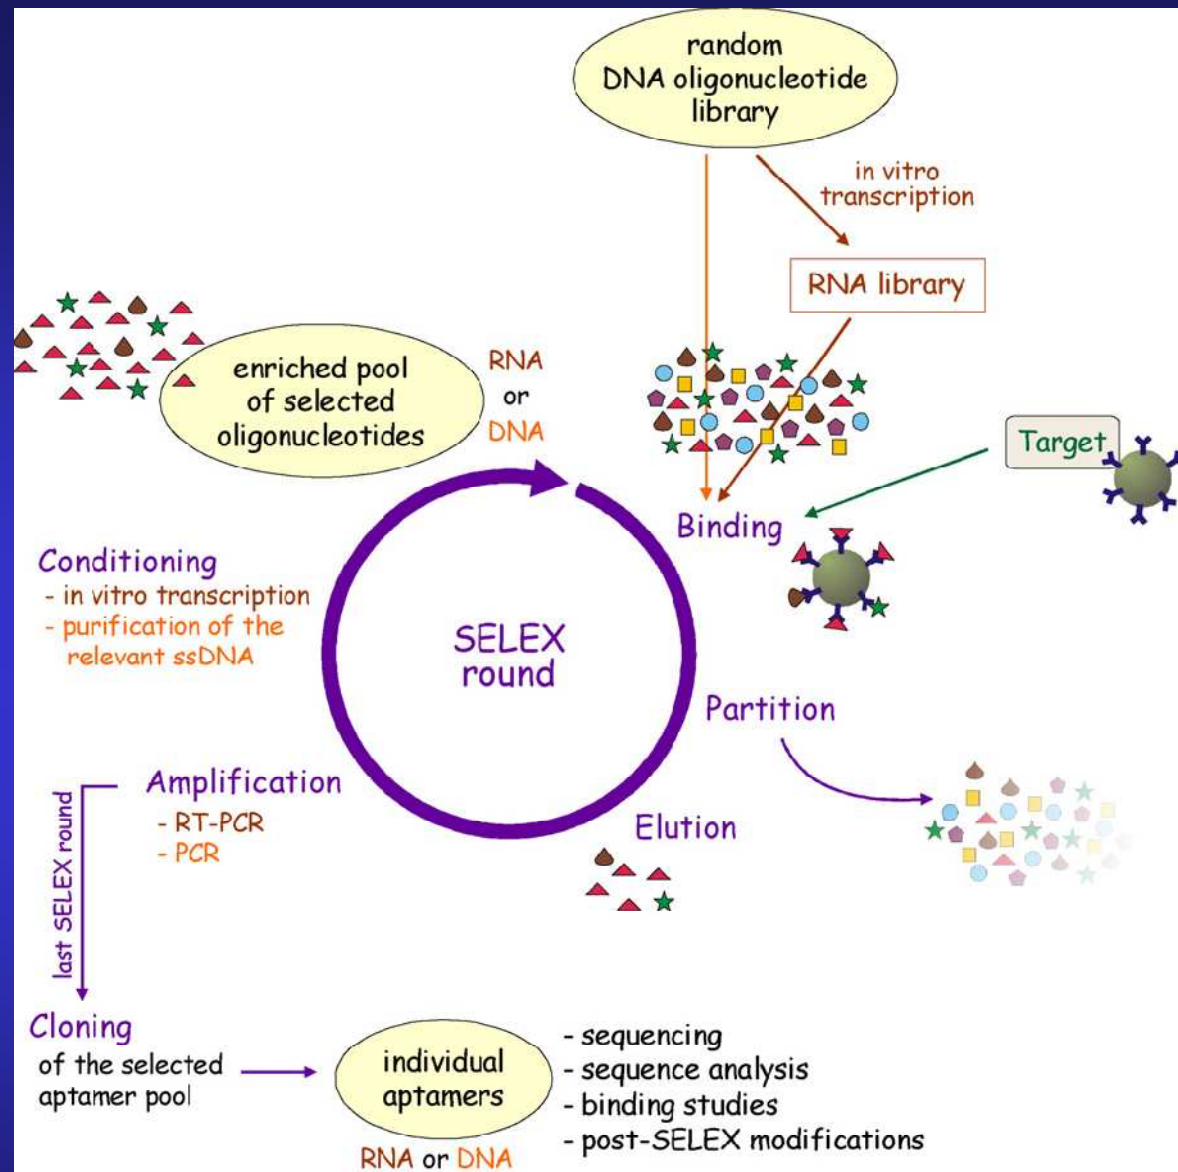 random
DNA oligonucleotide
library
in vitro
transcription
RNA library
enriched pool
of selected
oligonucleotides
RNA
or
DNA
Target
Binding
Conditioning
- in vitro transcription
- purification of the
relevant ssDNA
SELEX
round
Partition
Amplification
- RT-PCR
- PCR
Elution
last SELEX round
Cloning
of the selected
aptamer pool
individual
aptamers
RNA or DNA
- sequencing
- sequence analysis
- binding studies
- post-SELEX modifications